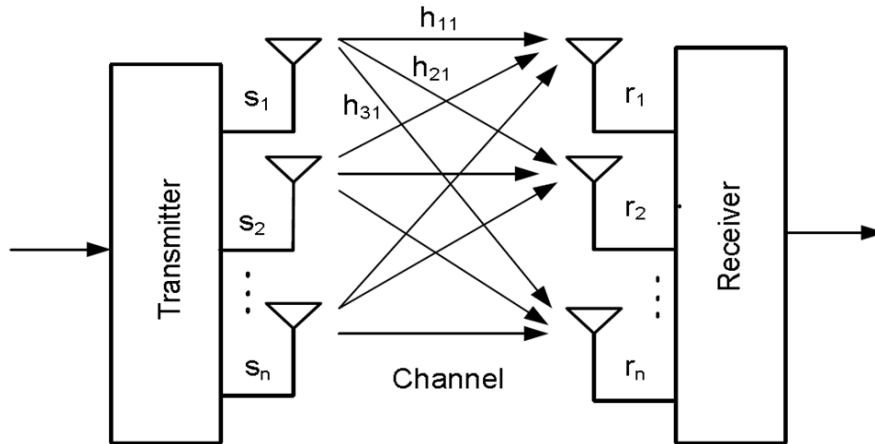 h₁₁
h₂₁
h₃₁
s₁
r₁
s₂
r₂
Transmitter
Receiver
sₙ
Channel
rₙ